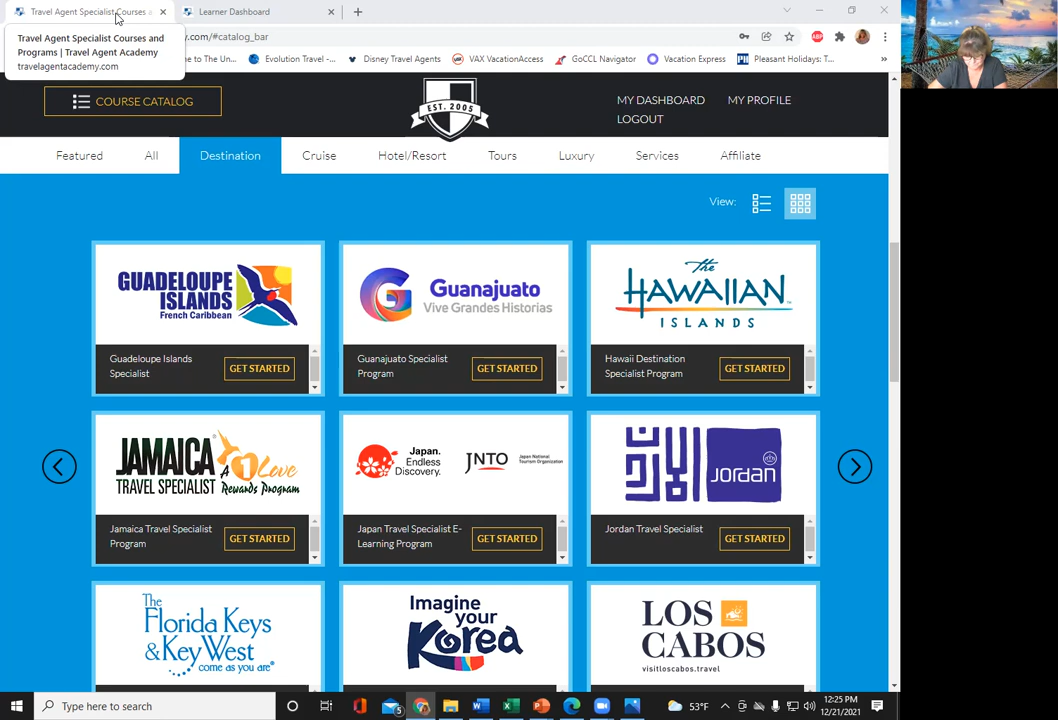 Travel Agent Specialist Courses a
Learner Dashboard
Travel Agent Specialist Courses and
Programs | Travel Agent Academy
travelagentacademy.com
y.com/#catalog_bar
ABP
e to The Un...
Evolution Travel -...
Disney Travel Agents
VAX VacationAccess
GoCCL Navigator
Vacation Express
PH
Pleasant Holidays: T...
COURSE CATALOG
EST. 2005
MY DASHBOARD
MY PROFILE
LOGOUT
Featured
All
Destination
Cruise
Hotel/Resort
Tours
Luxury
Services
Affiliate
View:
GUADELOUPE
ISLANDS
French Caribbean
Guanajuato
Vive Grandes Historias
The
HAWAIIAN
ISLANDS
Guadeloupe Islands
Specialist
GET STARTED
Guanajuato Specialist
Program
GET STARTED
Hawaii Destination
Specialist Program
GET STARTED
JAMAICA
TRAVEL SPECIALIST
A 1 Love
Rewards Program
Japan.
Endless
Discovery.
JNTO
Japan National
Tourism Organization
Jordan
Jamaica Travel Specialist
Program
GET STARTED
Japan Travel Specialist E-
Learning Program
GET STARTED
Jordan Travel Specialist
GET STARTED
The
Florida Keys
& Key West
come as you are®
Imagine
your
Korea
LOS
CABOS
visitloscabos.travel
Type here to search
5
53°F
12:25 PM
12/21/2021